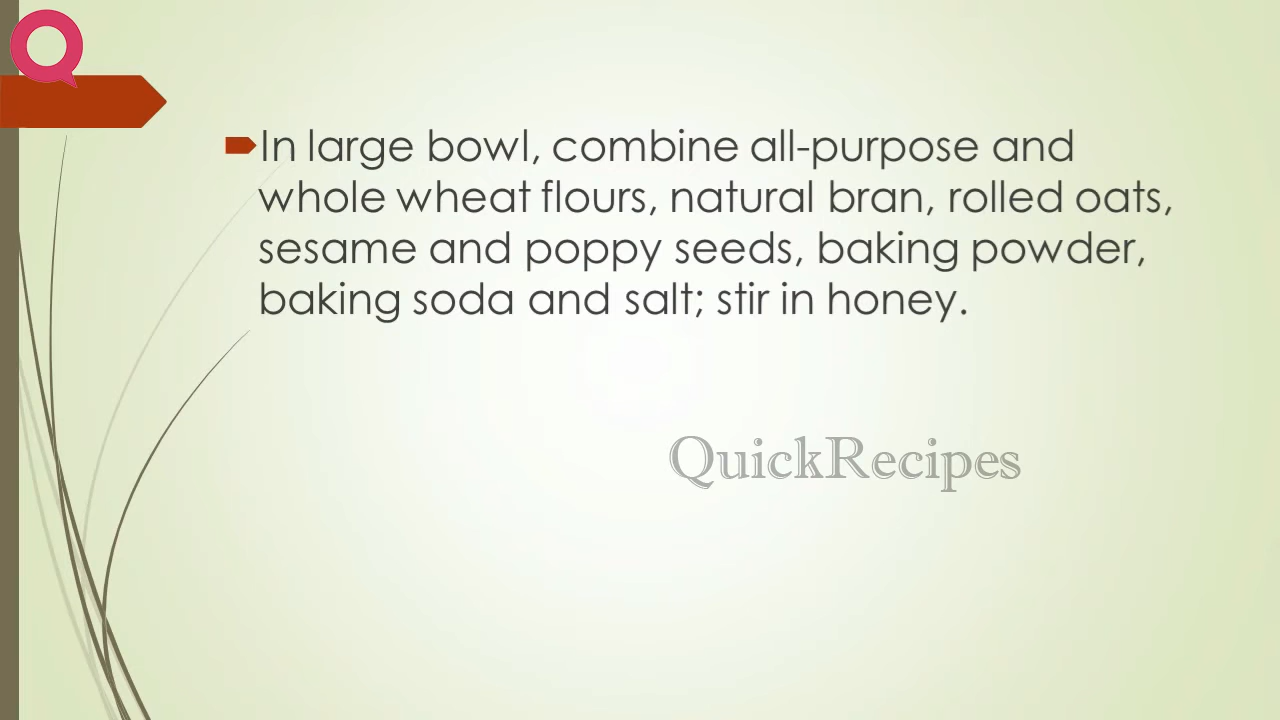 In large bowl, combine all-purpose and
whole wheat flours, natural bran, rolled oats,
sesame and poppy seeds, baking powder,
baking soda and salt; stir in honey.
QuickRecipes